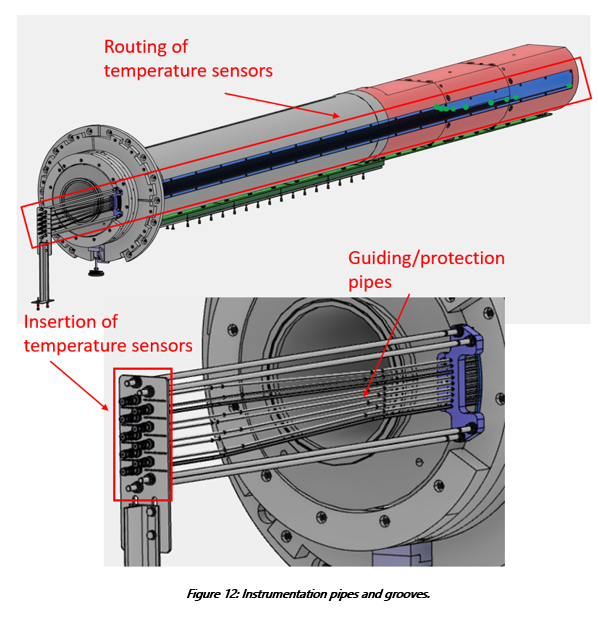 Routing of
temperature sensors
Guiding/protection
pipes
Insertion of
temperature sensors
Figure 12: Instrumentation pipes and grooves.